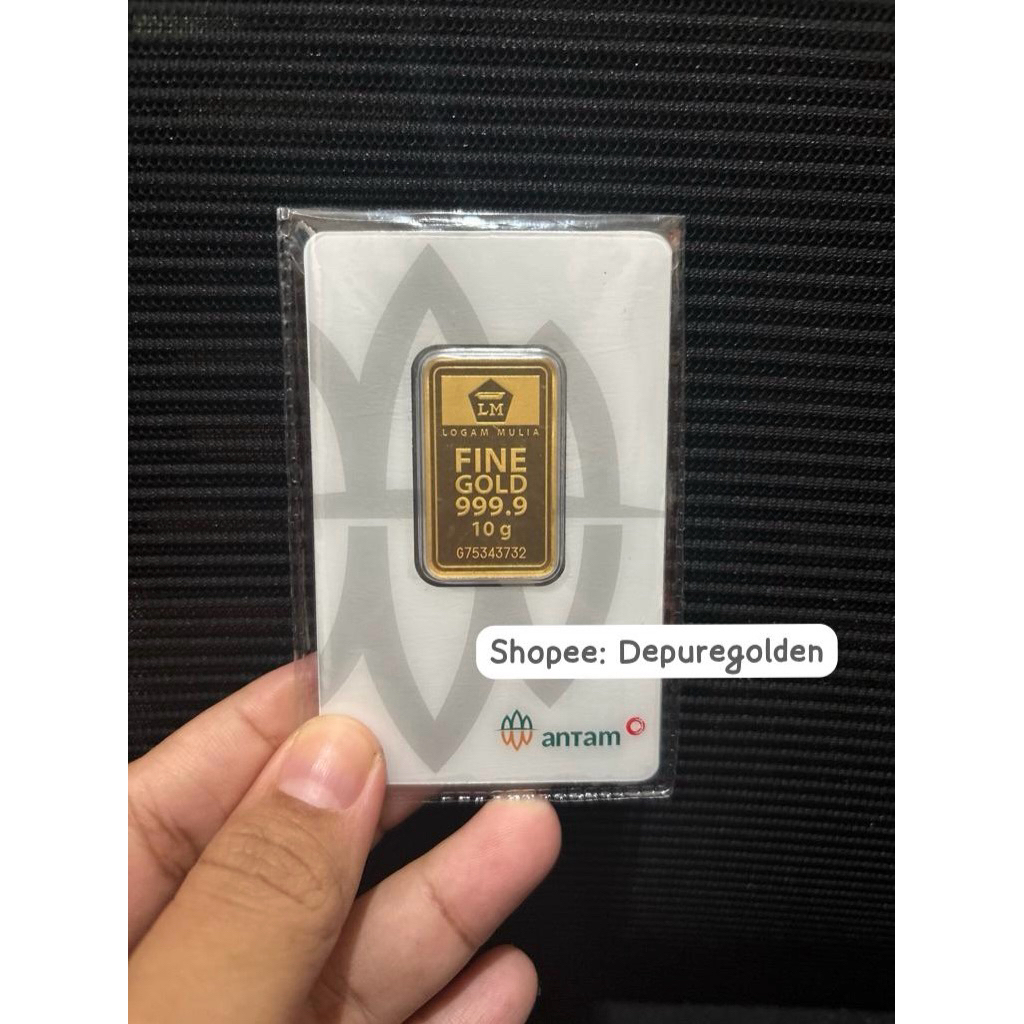 LM
LOGAM MULIA
FINE
GOLD
999.9
10 g
G75343732
Shopee: Depuregolden
antam